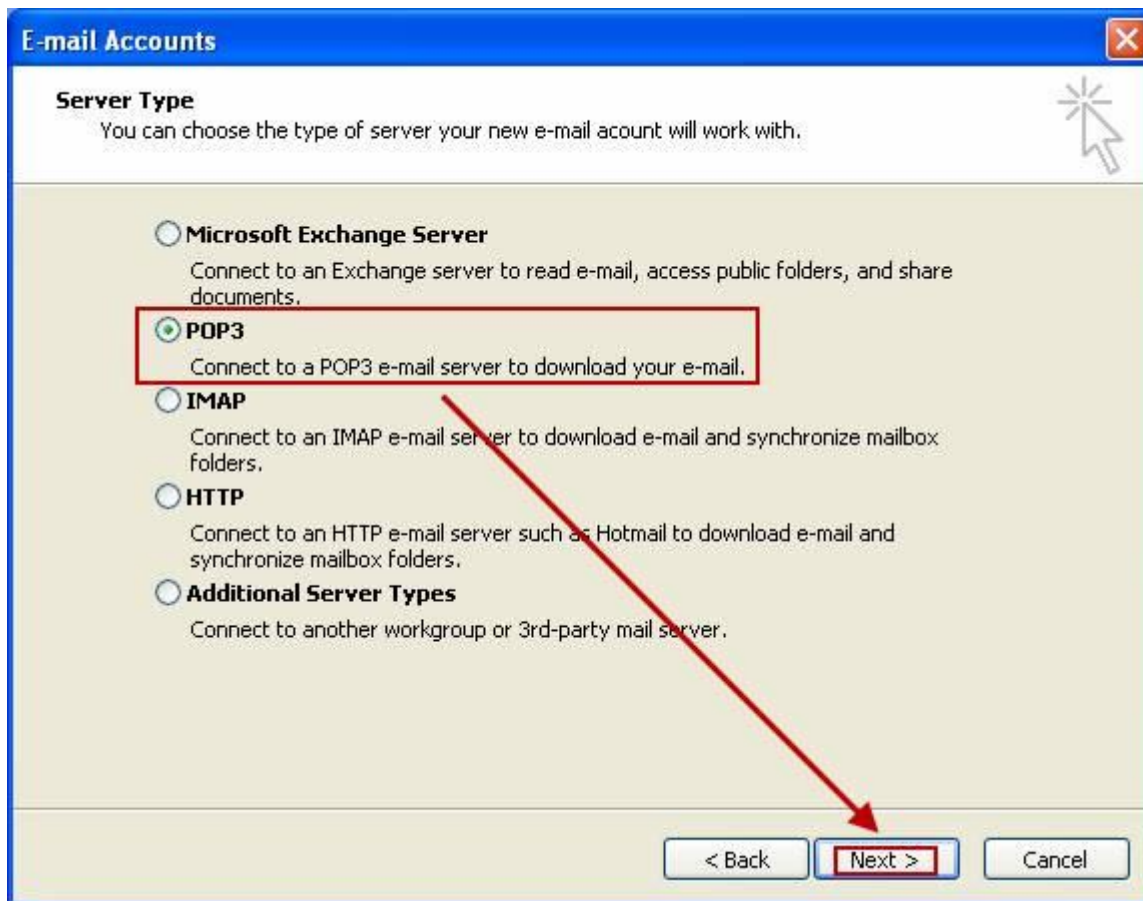 E-mail Accounts
Server Type
You can choose the type of server your new e-mail acount will work with.
Microsoft Exchange Server
Connect to an Exchange server to read e-mail, access public folders, and share
documents.
POP3
Connect to a POP3 e-mail server to download your e-mail.
IMAP
Connect to an IMAP e-mail server to download e-mail and synchronize mailbox
folders.
HTTP
Connect to an HTTP e-mail server such as Hotmail to download e-mail and
synchronize mailbox folders.
Additional Server Types
Connect to another workgroup or 3rd-party mail server.
< Back Next > Cancel